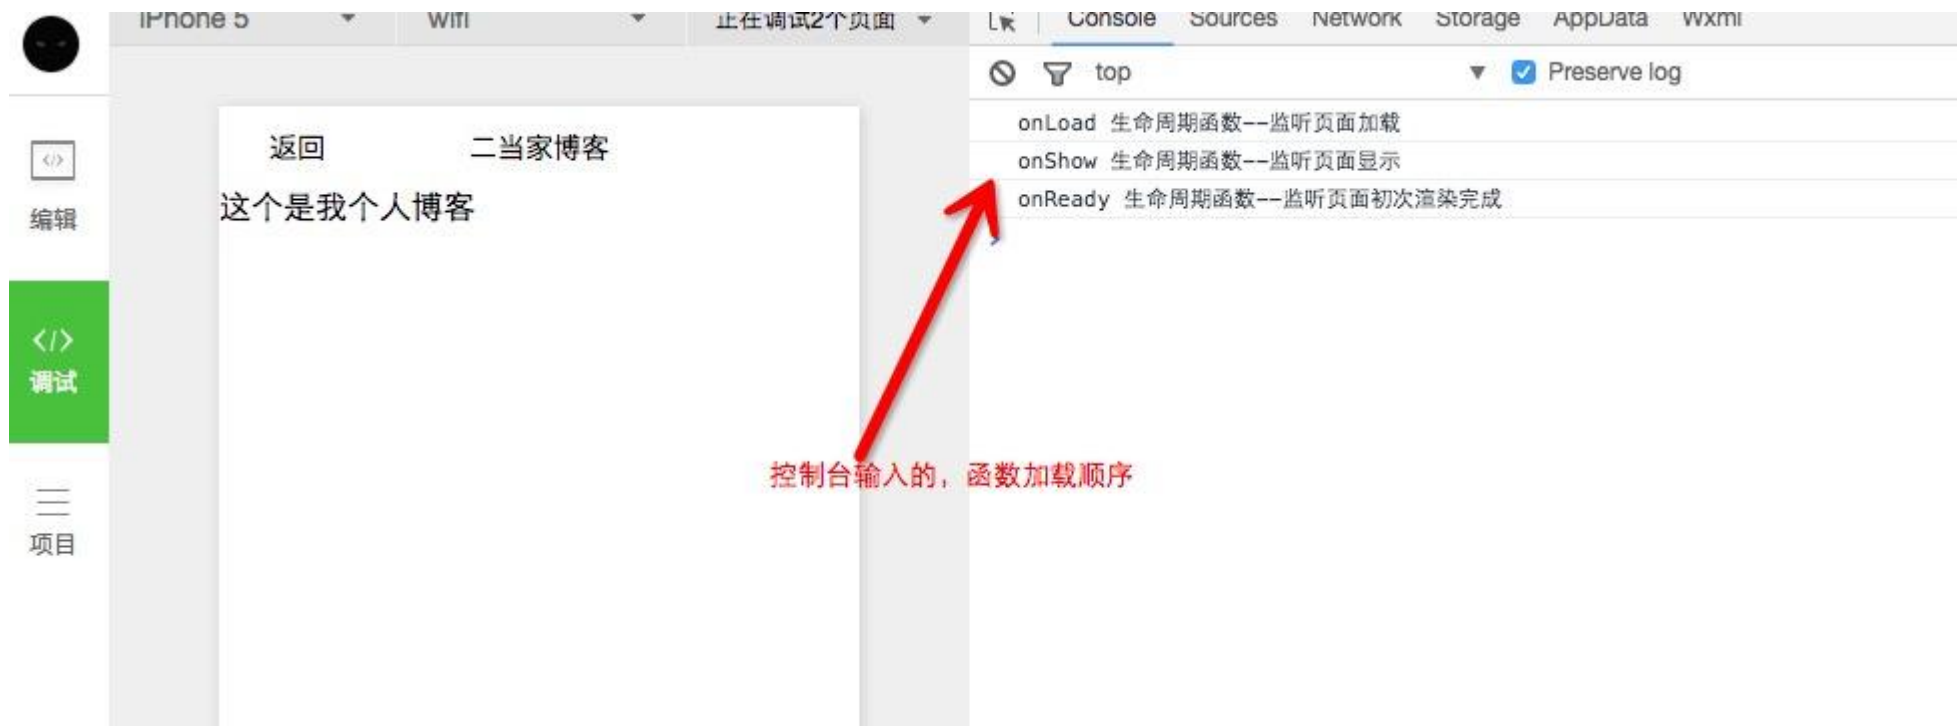 iPhone 5
wifi
正在调试2个页面
Console Sources Network Storage AppData Wxml
top
Preserve log
编辑
</>
调试
项目
返回
二当家博客
这个是我个人博客
onLoad 生命周期函数--监听页面加载
onShow 生命周期函数--监听页面显示
onReady 生命周期函数--监听页面初次渲染完成
>
控制台输入的，函数加载顺序